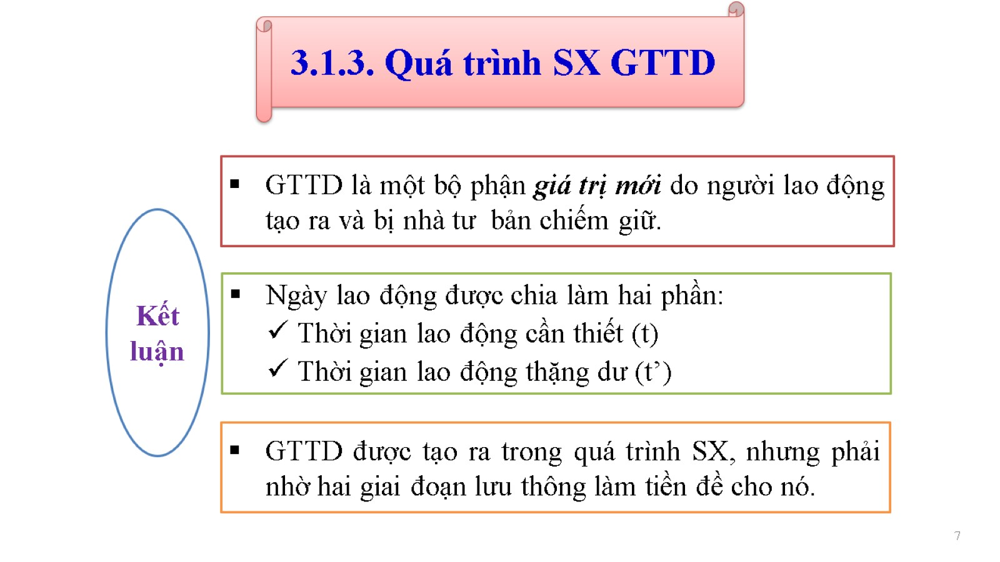 3.1.3. Quá trình SX GTTD
▪ GTTD là một bộ phận giá trị mới do người lao động
tạo ra và bị nhà tư bản chiếm giữ.
Kết
luận
▪ Ngày lao động được chia làm hai phần:
✓ Thời gian lao động cần thiết (t)
✓ Thời gian lao động thặng dư (t’)
▪ GTTD được tạo ra trong quá trình SX, nhưng phải
nhờ hai giai đoạn lưu thông làm tiền đề cho nó.
7